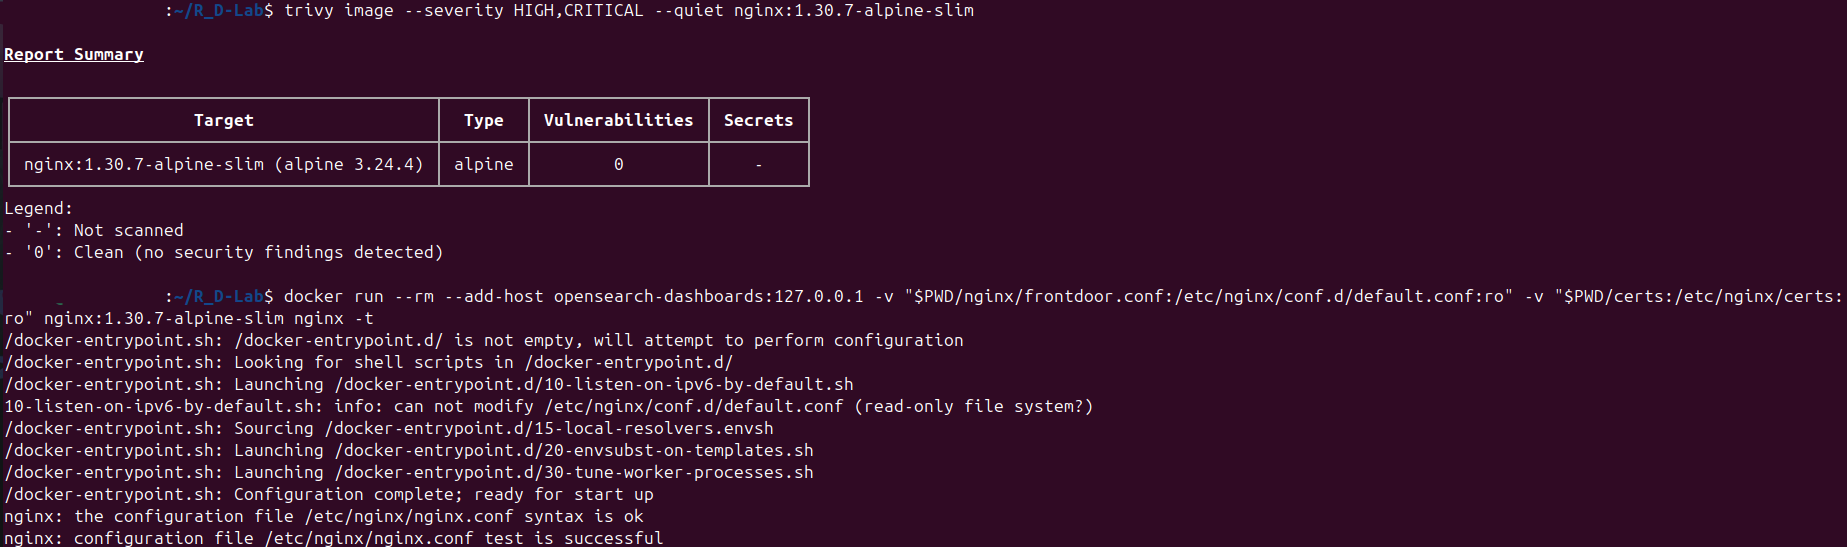 :~/R_D-Lab$ trivy image --severity HIGH,CRITICAL --quiet nginx:1.30.7-alpine-slim
Report Summary
Target Type Vulnerabilities Secrets
nginx:1.30.7-alpine-slim (alpine 3.24.4) alpine 0 -
Legend:
- '-': Not scanned
- '0': Clean (no security findings detected)
:~/R_D-Lab$ docker run --rm --add-host opensearch-dashboards:127.0.0.1 -v "$PWD/nginx/frontdoor.conf:/etc/nginx/conf.d/default.conf:ro" -v "$PWD/certs:/etc/nginx/certs:
ro" nginx:1.30.7-alpine-slim nginx -t
/docker-entrypoint.sh: /docker-entrypoint.d/ is not empty, will attempt to perform configuration
/docker-entrypoint.sh: Looking for shell scripts in /docker-entrypoint.d/
/docker-entrypoint.sh: Launching /docker-entrypoint.d/10-listen-on-ipv6-by-default.sh
10-listen-on-ipv6-by-default.sh: info: can not modify /etc/nginx/conf.d/default.conf (read-only file system?)
/docker-entrypoint.sh: Sourcing /docker-entrypoint.d/15-local-resolvers.envsh
/docker-entrypoint.sh: Launching /docker-entrypoint.d/20-envsubst-on-templates.sh
/docker-entrypoint.sh: Launching /docker-entrypoint.d/30-tune-worker-processes.sh
/docker-entrypoint.sh: Configuration complete; ready for start up
nginx: the configuration file /etc/nginx/nginx.conf syntax is ok
nginx: configuration file /etc/nginx/nginx.conf test is successful